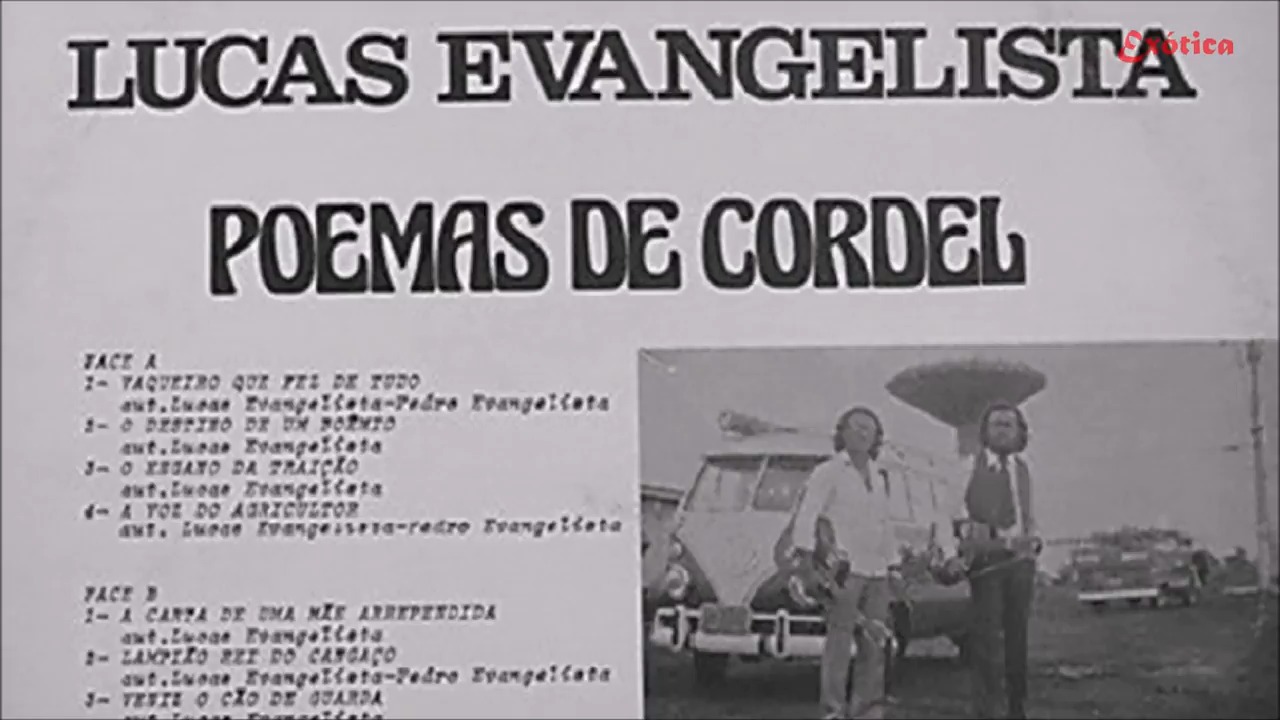 Exótica
LUCAS EVANGELISTA
POEMAS DE CORDEL
FACE A
1- VAQUEIRO QUE FEZ DE TUDO
aut.Lucas Evangelista-Pedro Evangelista
2- O DESTINO DE UM BOÊMIO
aut.Lucas Evangelista
3- O ENGANO DA TRAIÇÃO
aut.Lucas Evangelista
4- A VOZ DO AGRICULTOR
aut. Lucas Evangelista-Pedro Evangelista
FACE B
1- A CARTA DE UMA MÃE ARREPENDIDA
aut.Lucas Evangelista
2- LAMPIÃO REI DO CANGAÇO
aut.Lucas Evangelista-Pedro Evangelista
3- O CÃO DE GUARDA
aut.Lucas Evangelista